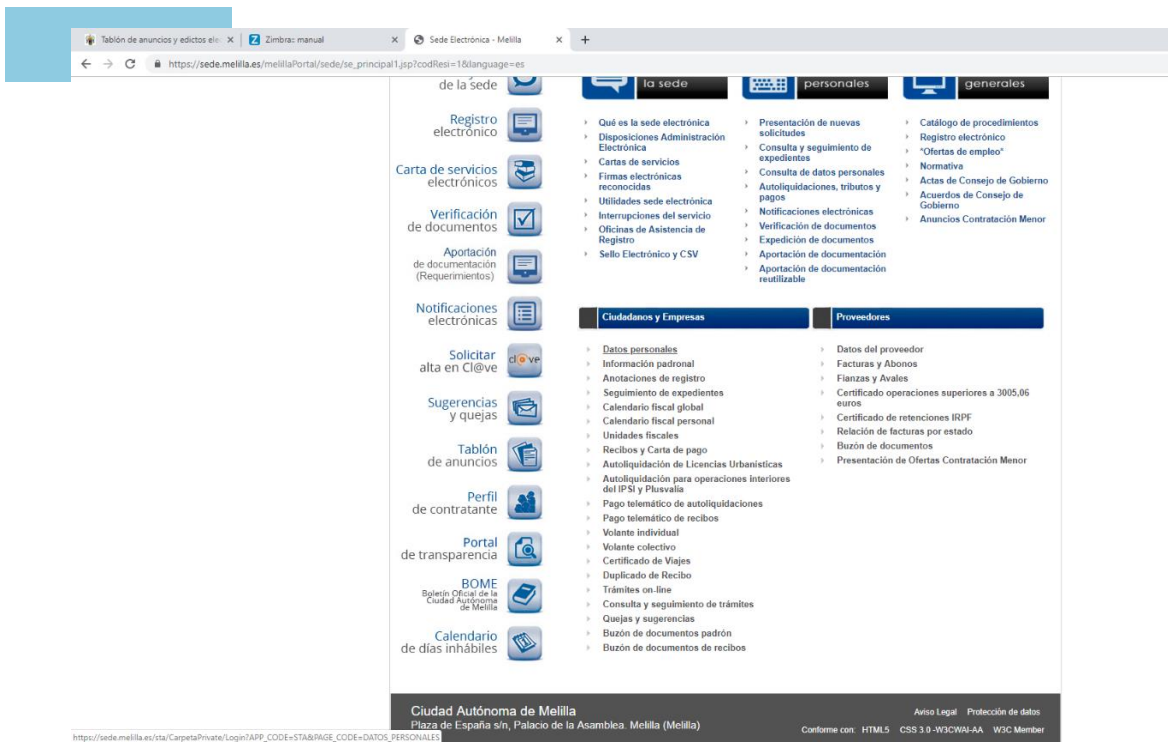 Tablón de anuncios y edictos ele
Zimbra: manual
Sede Electrónica - Melilla
https://sede.melilla.es/melillaPortal/sede/se_principal1.jsp?codResi=1&language=es
de la sede
Registro
electrónico
Carta de servicios
electrónicos
Verificación
de documentos
Aportación
de documentación
(Requerimientos)
Notificaciones
electrónicas
Solicitar
alta en Cl@ve
cl@ve
Sugerencias
y quejas
Tablón
de anuncios
Perfil
de contratante
Portal
de transparencia
BOME
Boletín Oficial de la
Ciudad Autónoma
de Melilla
Calendario
de días inhábiles
la sede
Qué es la sede electrónica
Disposiciones Administración
Electrónica
Cartas de servicios
Firmas electrónicas
reconocidas
Utilidades sede electrónica
Interrupciones del servicio
Oficinas de Asistencia de
Registro
Sello Electrónico y CSV
personales
Presentación de nuevas
solicitudes
Consulta y seguimiento de
expedientes
Consulta de datos personales
Autoliquidaciones, tributos y
pagos
Notificaciones electrónicas
Verificación de documentos
Expedición de documentos
Aportación de documentación
Aportación de documentación
reutilizable
generales
Catálogo de procedimientos
Registro electrónico
"Ofertas de empleo"
Normativa
Actas de Consejo de Gobierno
Acuerdos de Consejo de
Gobierno
Anuncios Contratación Menor
Ciudadanos y Empresas
Datos personales
Información padronal
Anotaciones de registro
Seguimiento de expedientes
Calendario fiscal global
Calendario fiscal personal
Unidades fiscales
Recibos y Carta de pago
Autoliquidación de Licencias Urbanísticas
Autoliquidación para operaciones interiores
del IPSI y Plusvalía
Pago telemático de autoliquidaciones
Pago telemático de recibos
Volante individual
Volante colectivo
Certificado de Viajes
Duplicado de Recibo
Trámites on-line
Consulta y seguimiento de trámites
Quejas y sugerencias
Buzón de documentos padrón
Buzón de documentos de recibos
Proveedores
Datos del proveedor
Facturas y Abonos
Fianzas y Avales
Certificado operaciones superiores a 3005,06
euros
Certificado de retenciones IRPF
Relación de facturas por estado
Buzón de documentos
Presentación de Ofertas Contratación Menor
Ciudad Autónoma de Melilla
Plaza de España s/n, Palacio de la Asamblea. Melilla (Melilla)
Aviso Legal Protección de datos
Conforme con: HTML5 CSS 3.0 -W3CWAI-AA W3C Member
https://sede.melilla.es/sta/CarpetaPrivate/Login?APP_CODE=STA&PAGE_CODE=DATOS_PERSONALES